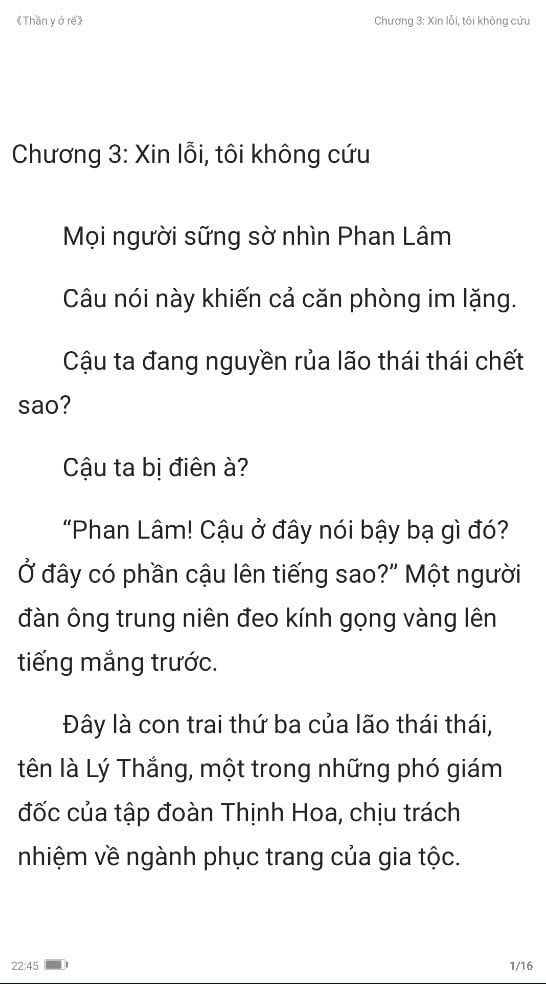 《Thần y ở rể》 Chương 3: Xin lỗi, tôi không cứu
Chương 3: Xin lỗi, tôi không cứu
Mọi người sững sờ nhìn Phan Lâm
Câu nói này khiến cả căn phòng im lặng.
Cậu ta đang nguyền rủa lão thái thái chết
sao?
Cậu ta bị điên à?
“Phan Lâm! Cậu ở đây nói bậy bạ gì đó?
Ở đây có phần cậu lên tiếng sao?” Một người
đàn ông trung niên đeo kính gọng vàng lên
tiếng mắng trước.
Đây là con trai thứ ba của lão thái thái,
tên là Lý Thắng, một trong những phó giám
đốc của tập đoàn Thịnh Hoa, chịu trách
nhiệm về ngành phục trang của gia tộc.
22:45 1/16